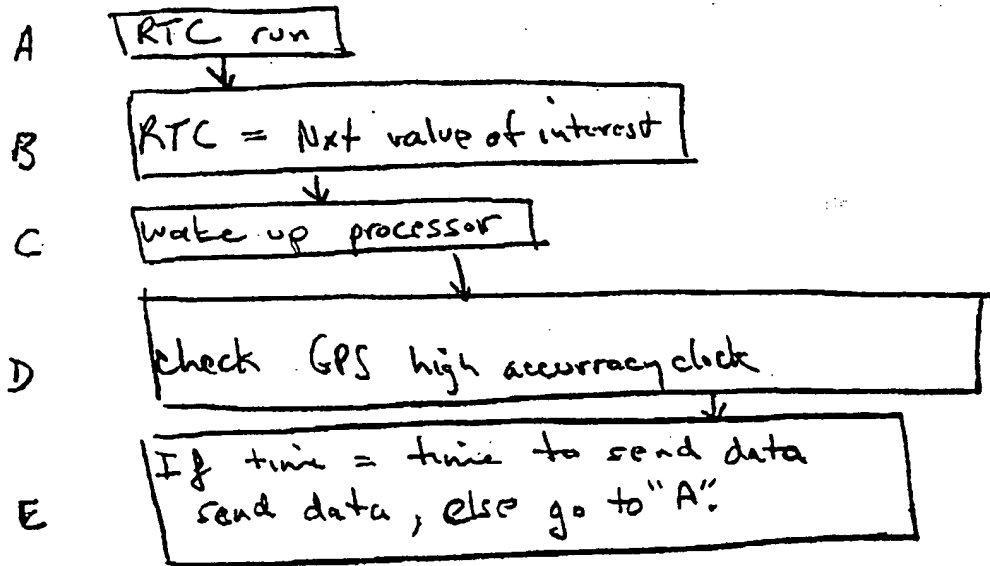 A RTC run
B RTC = Nxt value of interest
C wake up processor
D check GPS high accurracy clock
E If time = time to send data
send data, else go to "A".